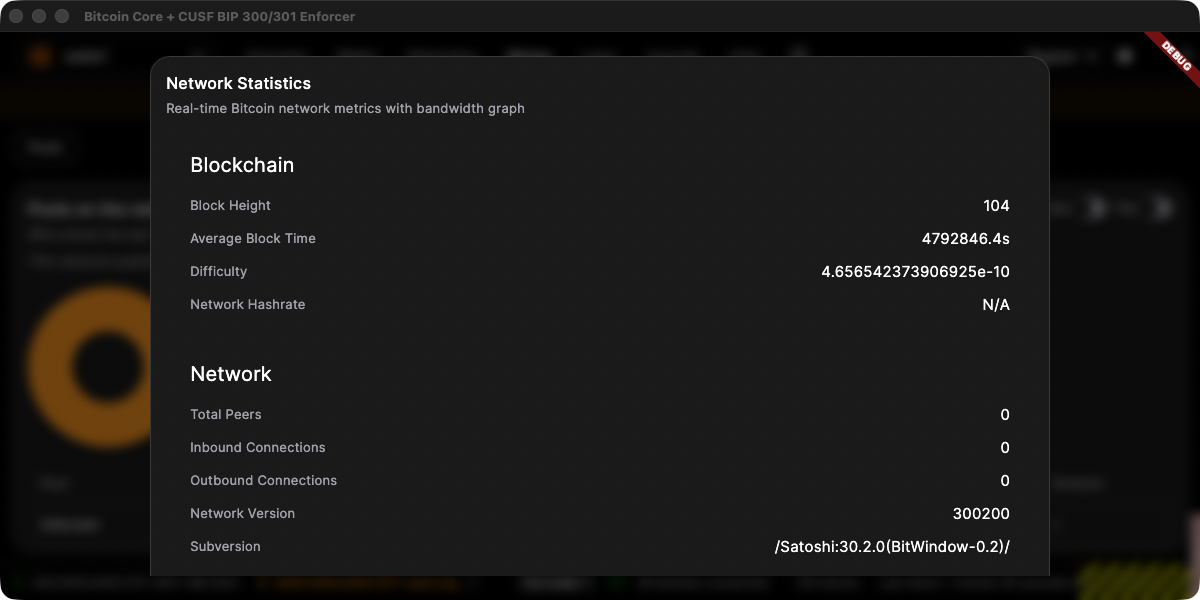 Bitcoin Core + CUSF BIP 300/301 Enforcer
DEBUG
Network Statistics
Real-time Bitcoin network metrics with bandwidth graph
Blockchain
Block Height 104
Average Block Time 4792846.4s
Difficulty 4.656542373906925e-10
Network Hashrate N/A
Network
Total Peers 0
Inbound Connections 0
Outbound Connections 0
Network Version 300200
Subversion /Satoshi:30.2.0(BitWindow-0.2)/